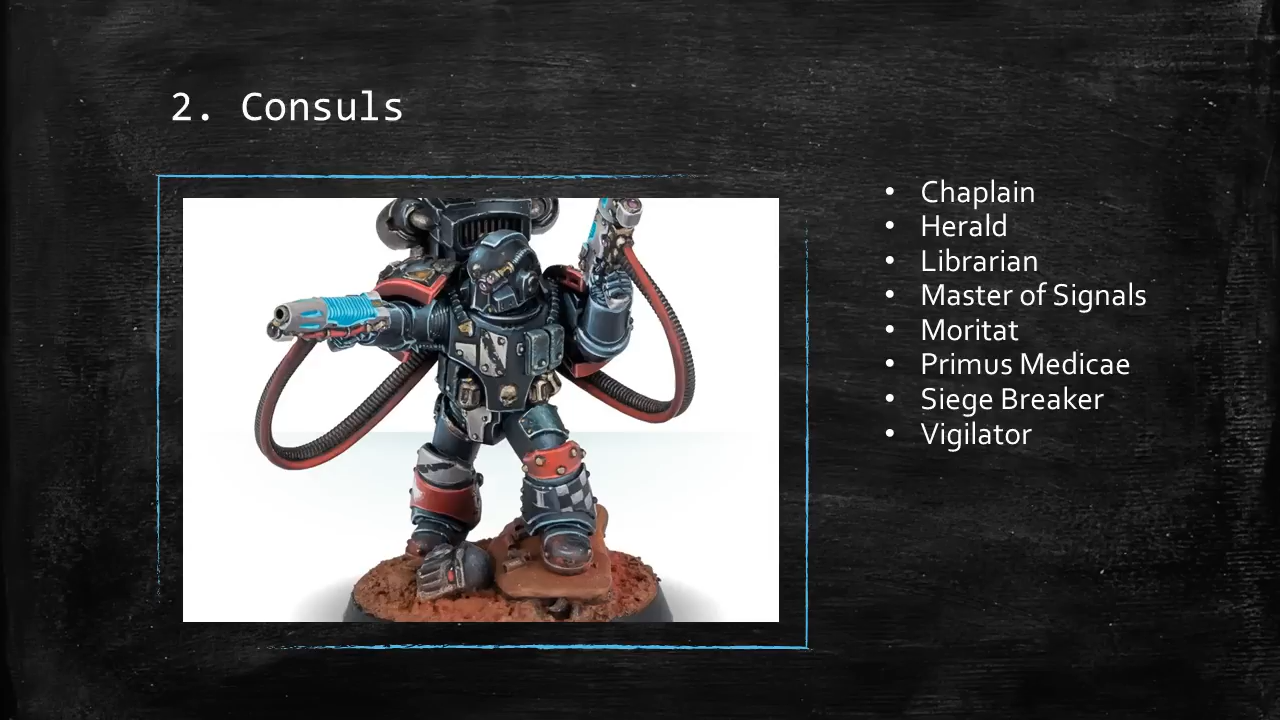 2. Consuls
• Chaplain
• Herald
• Librarian
• Master of Signals
• Moritat
• Primus Medicae
• Siege Breaker
• Vigilator